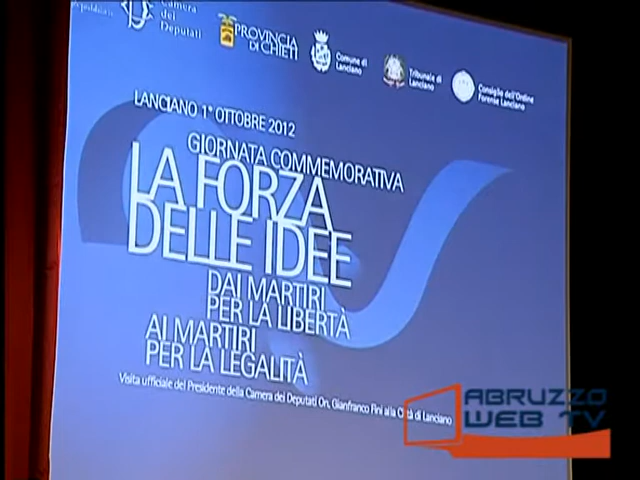 Camera
dei
Deputati
PROVINCIA
DI CHIETI
Comune di
Lanciano
Tribunale di
Lanciano
Consiglio dell'Ordine
Forense Lanciano
LANCIANO 1° OTTOBRE 2012
GIORNATA COMMEMORATIVA
LA FORZA
DELLE IDEE
DAI MARTIRI
PER LA LIBERTÀ
AI MARTIRI
PER LA LEGALITÀ
Visita ufficiale del Presidente della Camera dei Deputati On. Gianfranco Fini alla Città di Lanciano
ABRUZZO
WEB TV